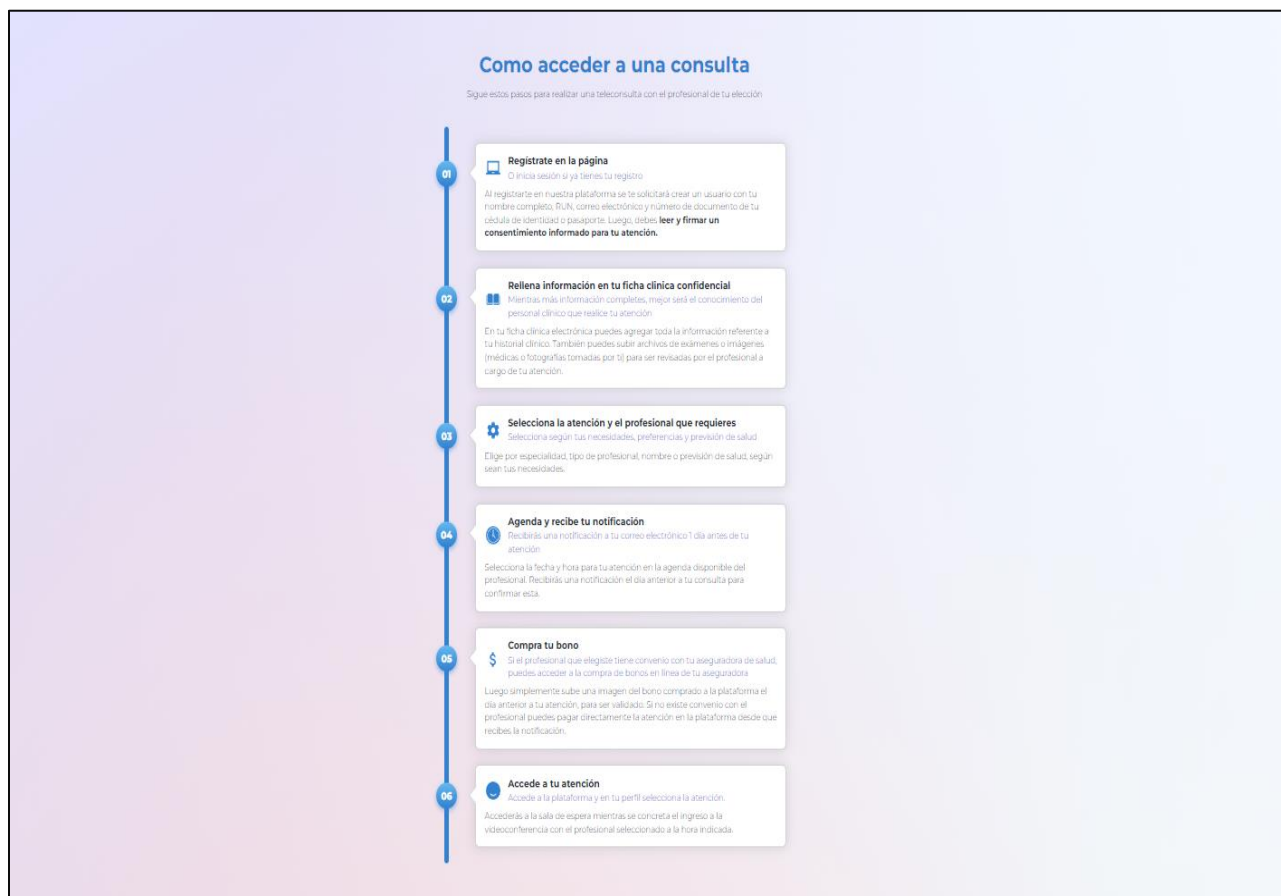 Como acceder a una consulta
Sigue estos pasos para realizar una teleconsulta con el profesional de tu elección
01
Regístrate en la página
O inicia sesión si ya tienes tu registro
Al registrarte en nuestra plataforma se te solicitará crear un usuario con tu
nombre completo, RUN, correo electrónico y número de documento de tu
cédula de identidad o pasaporte. Luego, debes leer y firmar un
consentimiento informado para tu atención.
02
Rellena información en tu ficha clínica confidencial
Mientras más información completes, mejor será el conocimiento del
personal clínico que realice tu atención
En tu ficha clínica electrónica puedes agregar toda la información referente a
tu historial clínico. También puedes subir archivos de exámenes o imágenes
(médicas o fotografías tomadas por ti) para ser revisadas por el profesional a
cargo de tu atención.
03
Selecciona la atención y el profesional que requieres
Selecciona según tus necesidades, preferencias y previsión de salud
Elige por especialidad, tipo de profesional, nombre o previsión de salud, según
sean tus necesidades.
04
Agenda y recibe tu notificación
Recibirás una notificación a tu correo electrónico 1 día antes de tu
atención
Selecciona la fecha y hora para tu atención en la agenda disponible del
profesional. Recibirás una notificación el día anterior a tu consulta para
confirmar esta.
05
Compra tu bono
Si el profesional que elegiste tiene convenio con tu aseguradora de salud,
puedes acceder a la compra de bonos en línea de tu aseguradora
Luego simplemente sube una imagen del bono comprado a la plataforma el
día anterior a tu atención, para ser validado. Si no existe convenio con el
profesional puedes pagar directamente la atención en la plataforma desde que
recibes la notificación.
06
Accede a tu atención
Accede a la plataforma y en tu perfil selecciona la atención.
Accederás a la sala de espera mientras se concreta el ingreso a la
videoconferencia con el profesional seleccionado a la hora indicada.